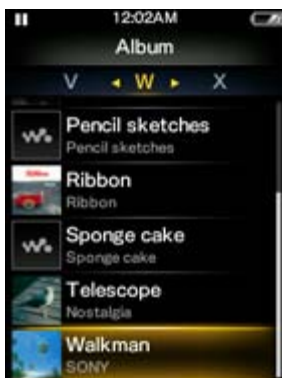 12:02AM
Album
V W X
Pencil sketches
Pencil sketches
Ribbon
Ribbon
Sponge cake
Sponge cake
Telescope
Nostalgia
Walkman
SONY